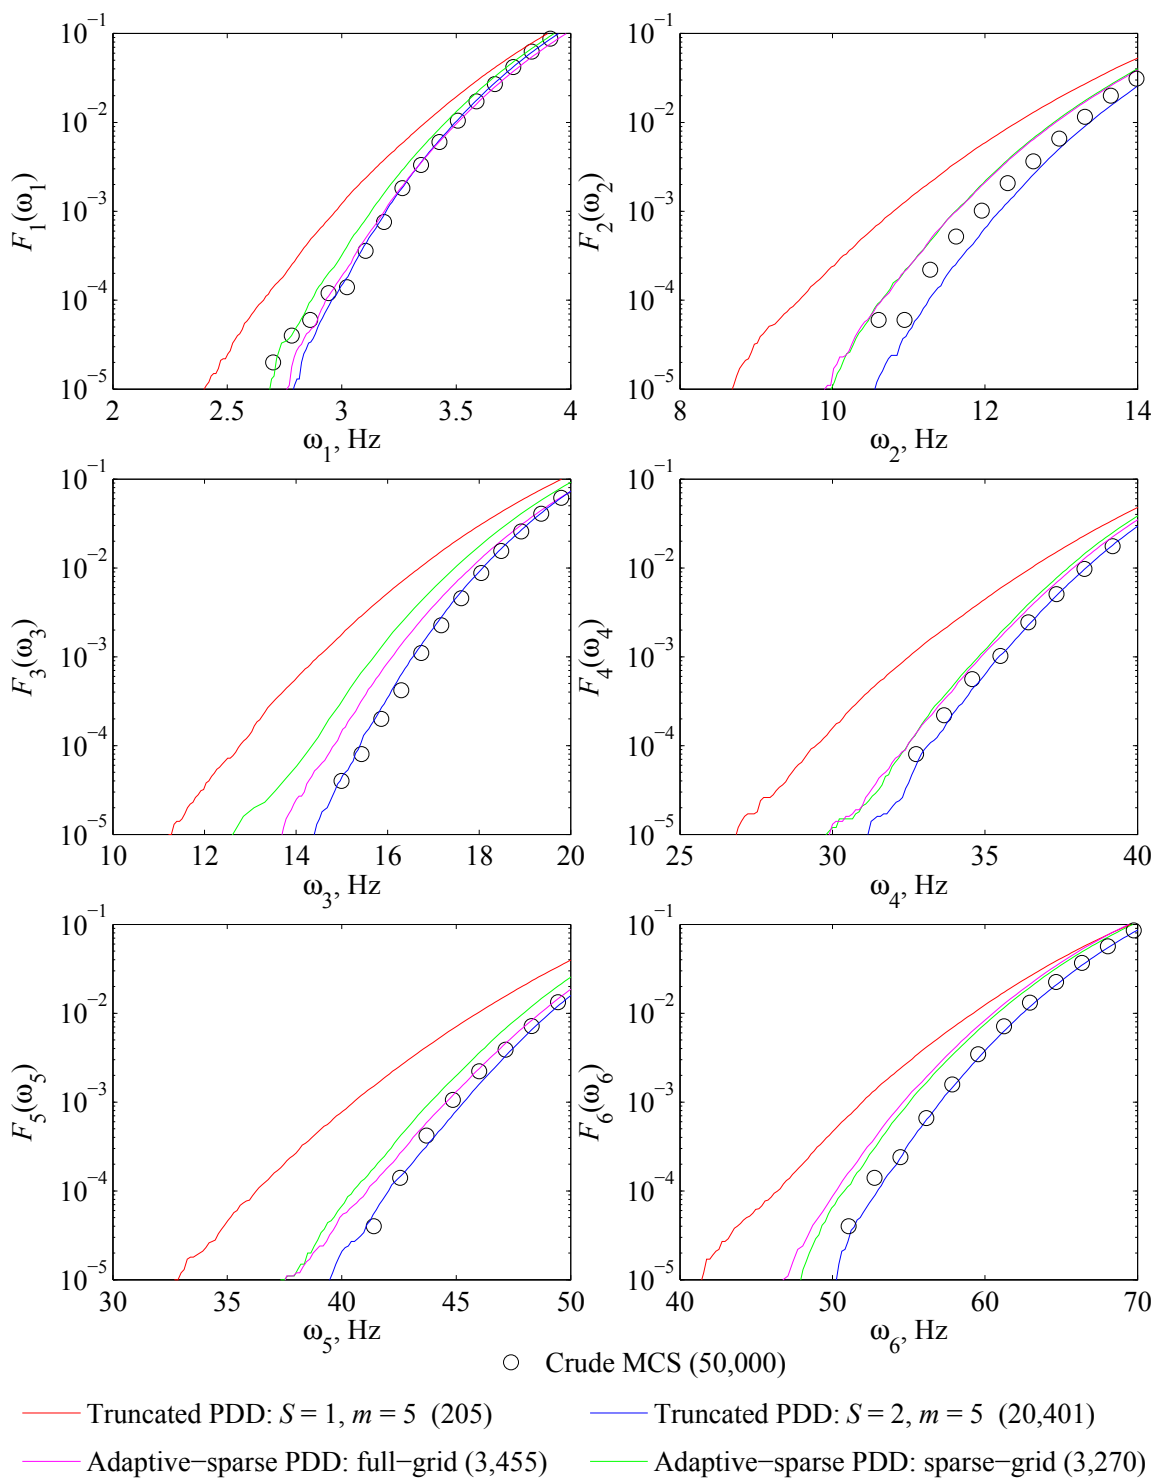 10⁻¹
10⁻²
10⁻³
10⁻⁴
10⁻⁵
F₁(ω₁)
2 2.5 3 3.5 4
ω₁, Hz
10⁻¹
10⁻²
10⁻³
10⁻⁴
10⁻⁵
F₂(ω₂)
8 10 12 14
ω₂, Hz
10⁻¹
10⁻²
10⁻³
10⁻⁴
10⁻⁵
F₃(ω₃)
10 12 14 16 18 20
ω₃, Hz
10⁻¹
10⁻²
10⁻³
10⁻⁴
10⁻⁵
F₄(ω₄)
25 30 35 40
ω₄, Hz
10⁻¹
10⁻²
10⁻³
10⁻⁴
10⁻⁵
F₅(ω₅)
30 35 40 45 50
ω₅, Hz
10⁻¹
10⁻²
10⁻³
10⁻⁴
10⁻⁵
F₆(ω₆)
40 50 60 70
ω₆, Hz
Crude MCS (50,000)
Truncated PDD: S = 1, m = 5 (205)
Truncated PDD: S = 2, m = 5 (20,401)
Adaptive−sparse PDD: full−grid (3,455)
Adaptive−sparse PDD: sparse−grid (3,270)